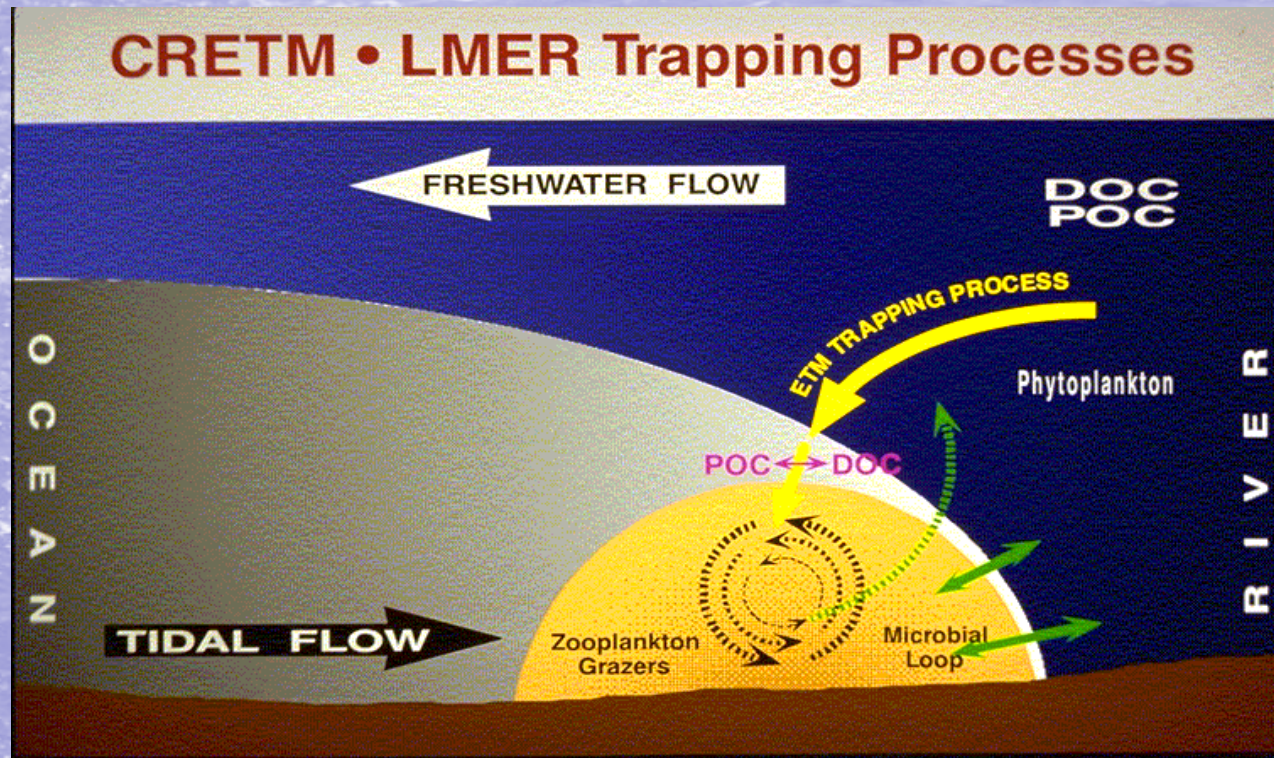 CRETM • LMER Trapping Processes
FRESHWATER FLOW
DOC
POC
ETM TRAPPING PROCESS
OCEAN
Phytoplankton
RIVER
POC DOC
TIDAL FLOW
Zooplankton
Grazers
Microbial
Loop